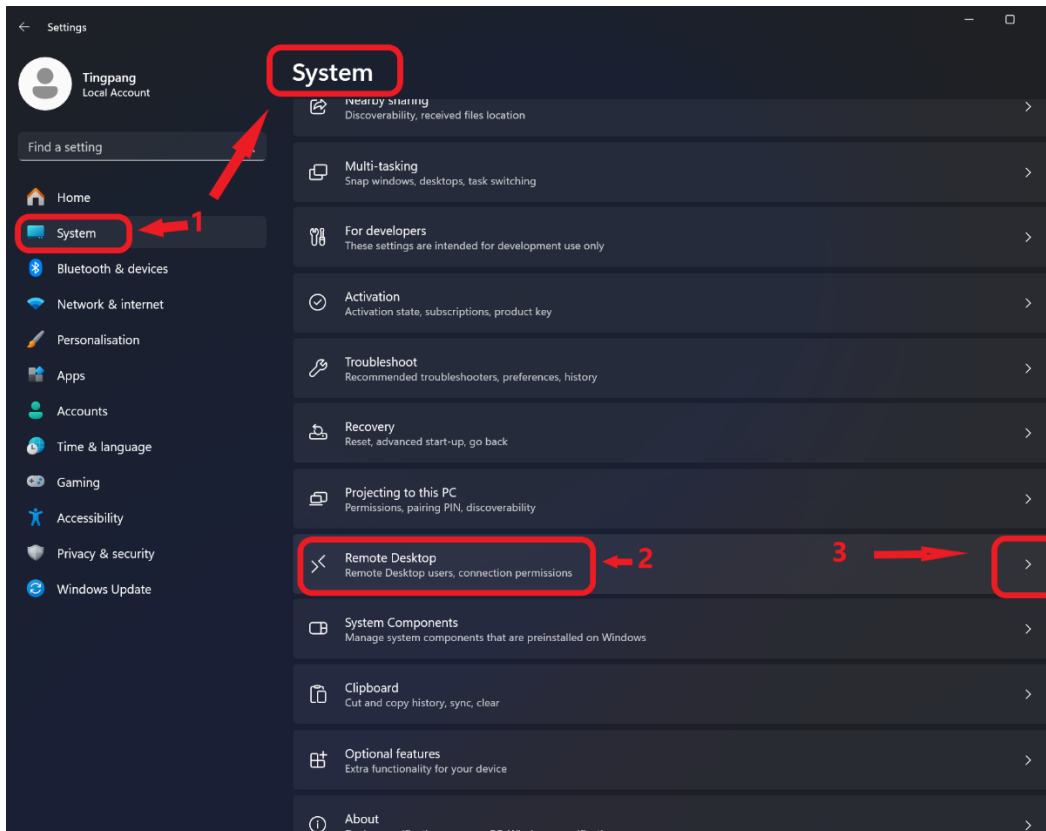 Settings
Tingpang
Local Account
Find a setting
Home
System
1
Bluetooth & devices
Network & internet
Personalisation
Apps
Accounts
Time & language
Gaming
Accessibility
Privacy & security
Windows Update
System
Nearby sharing
Discoverability, received files location
Multi-tasking
Snap windows, desktops, task switching
For developers
These settings are intended for development use only
Activation
Activation state, subscriptions, product key
Troubleshoot
Recommended troubleshooters, preferences, history
Recovery
Reset, advanced start-up, go back
Projecting to this PC
Permissions, pairing PIN, discoverability
Remote Desktop
Remote Desktop users, connection permissions
2
3
System Components
Manage system components that are preinstalled on Windows
Clipboard
Cut and copy history, sync, clear
Optional features
Extra functionality for your device
About